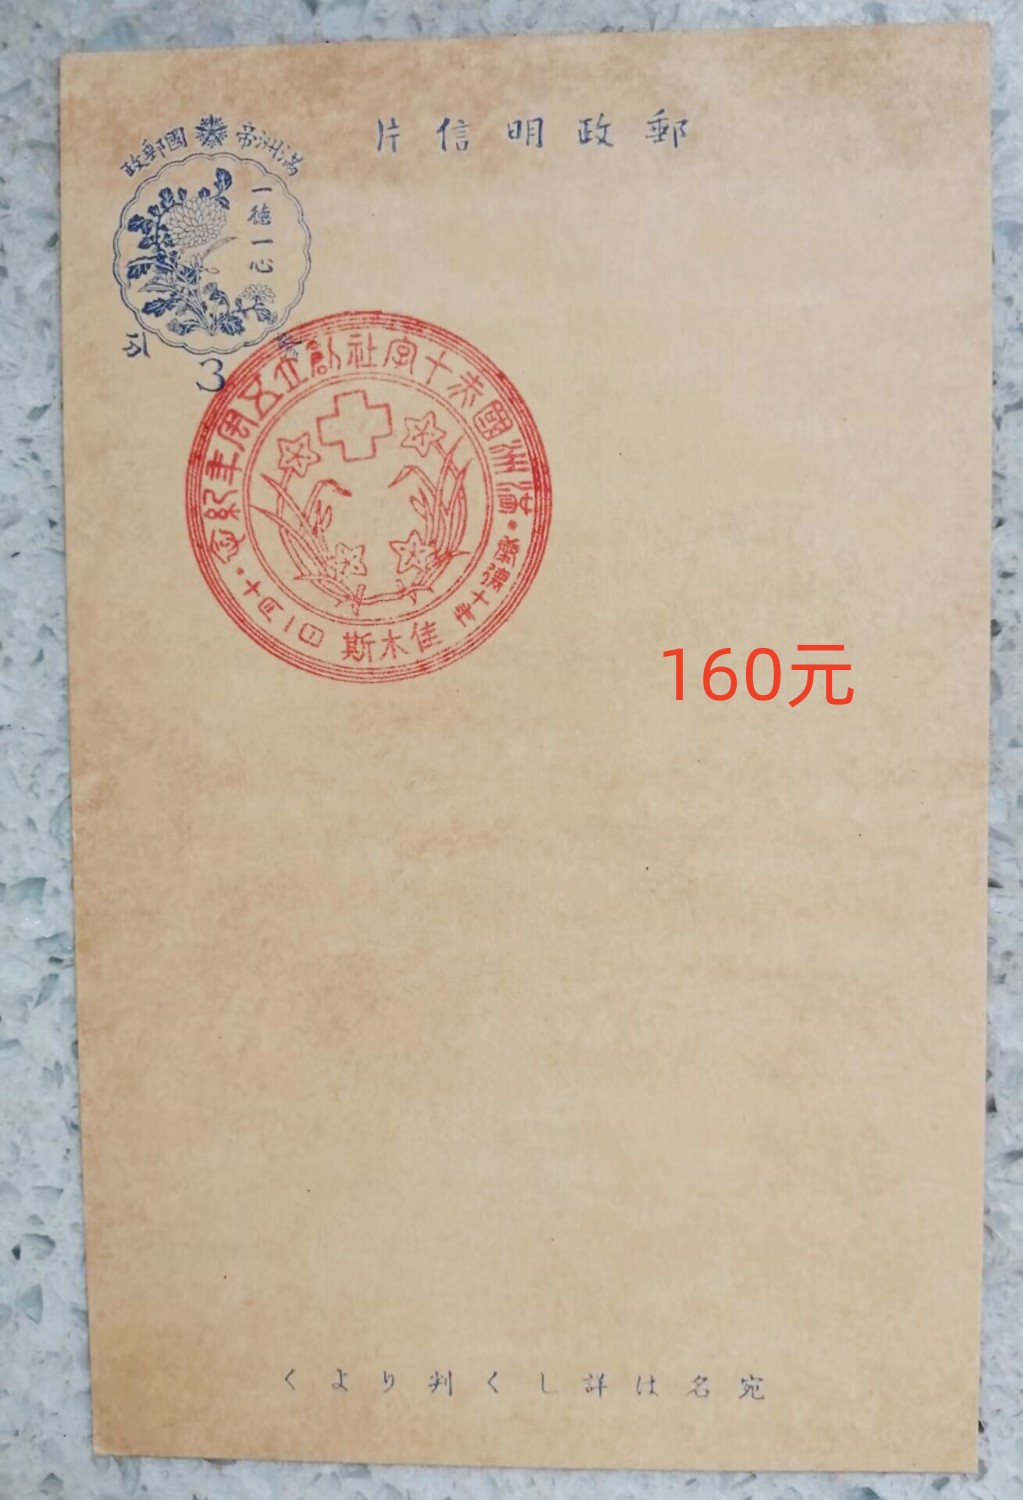 郵政明信片
滿洲帝國郵政
一德一心
3
分
滿洲國赤十字社創立五周年紀念
康德十年
十月一日
佳木斯
160元
宛名は詳しく判りよく